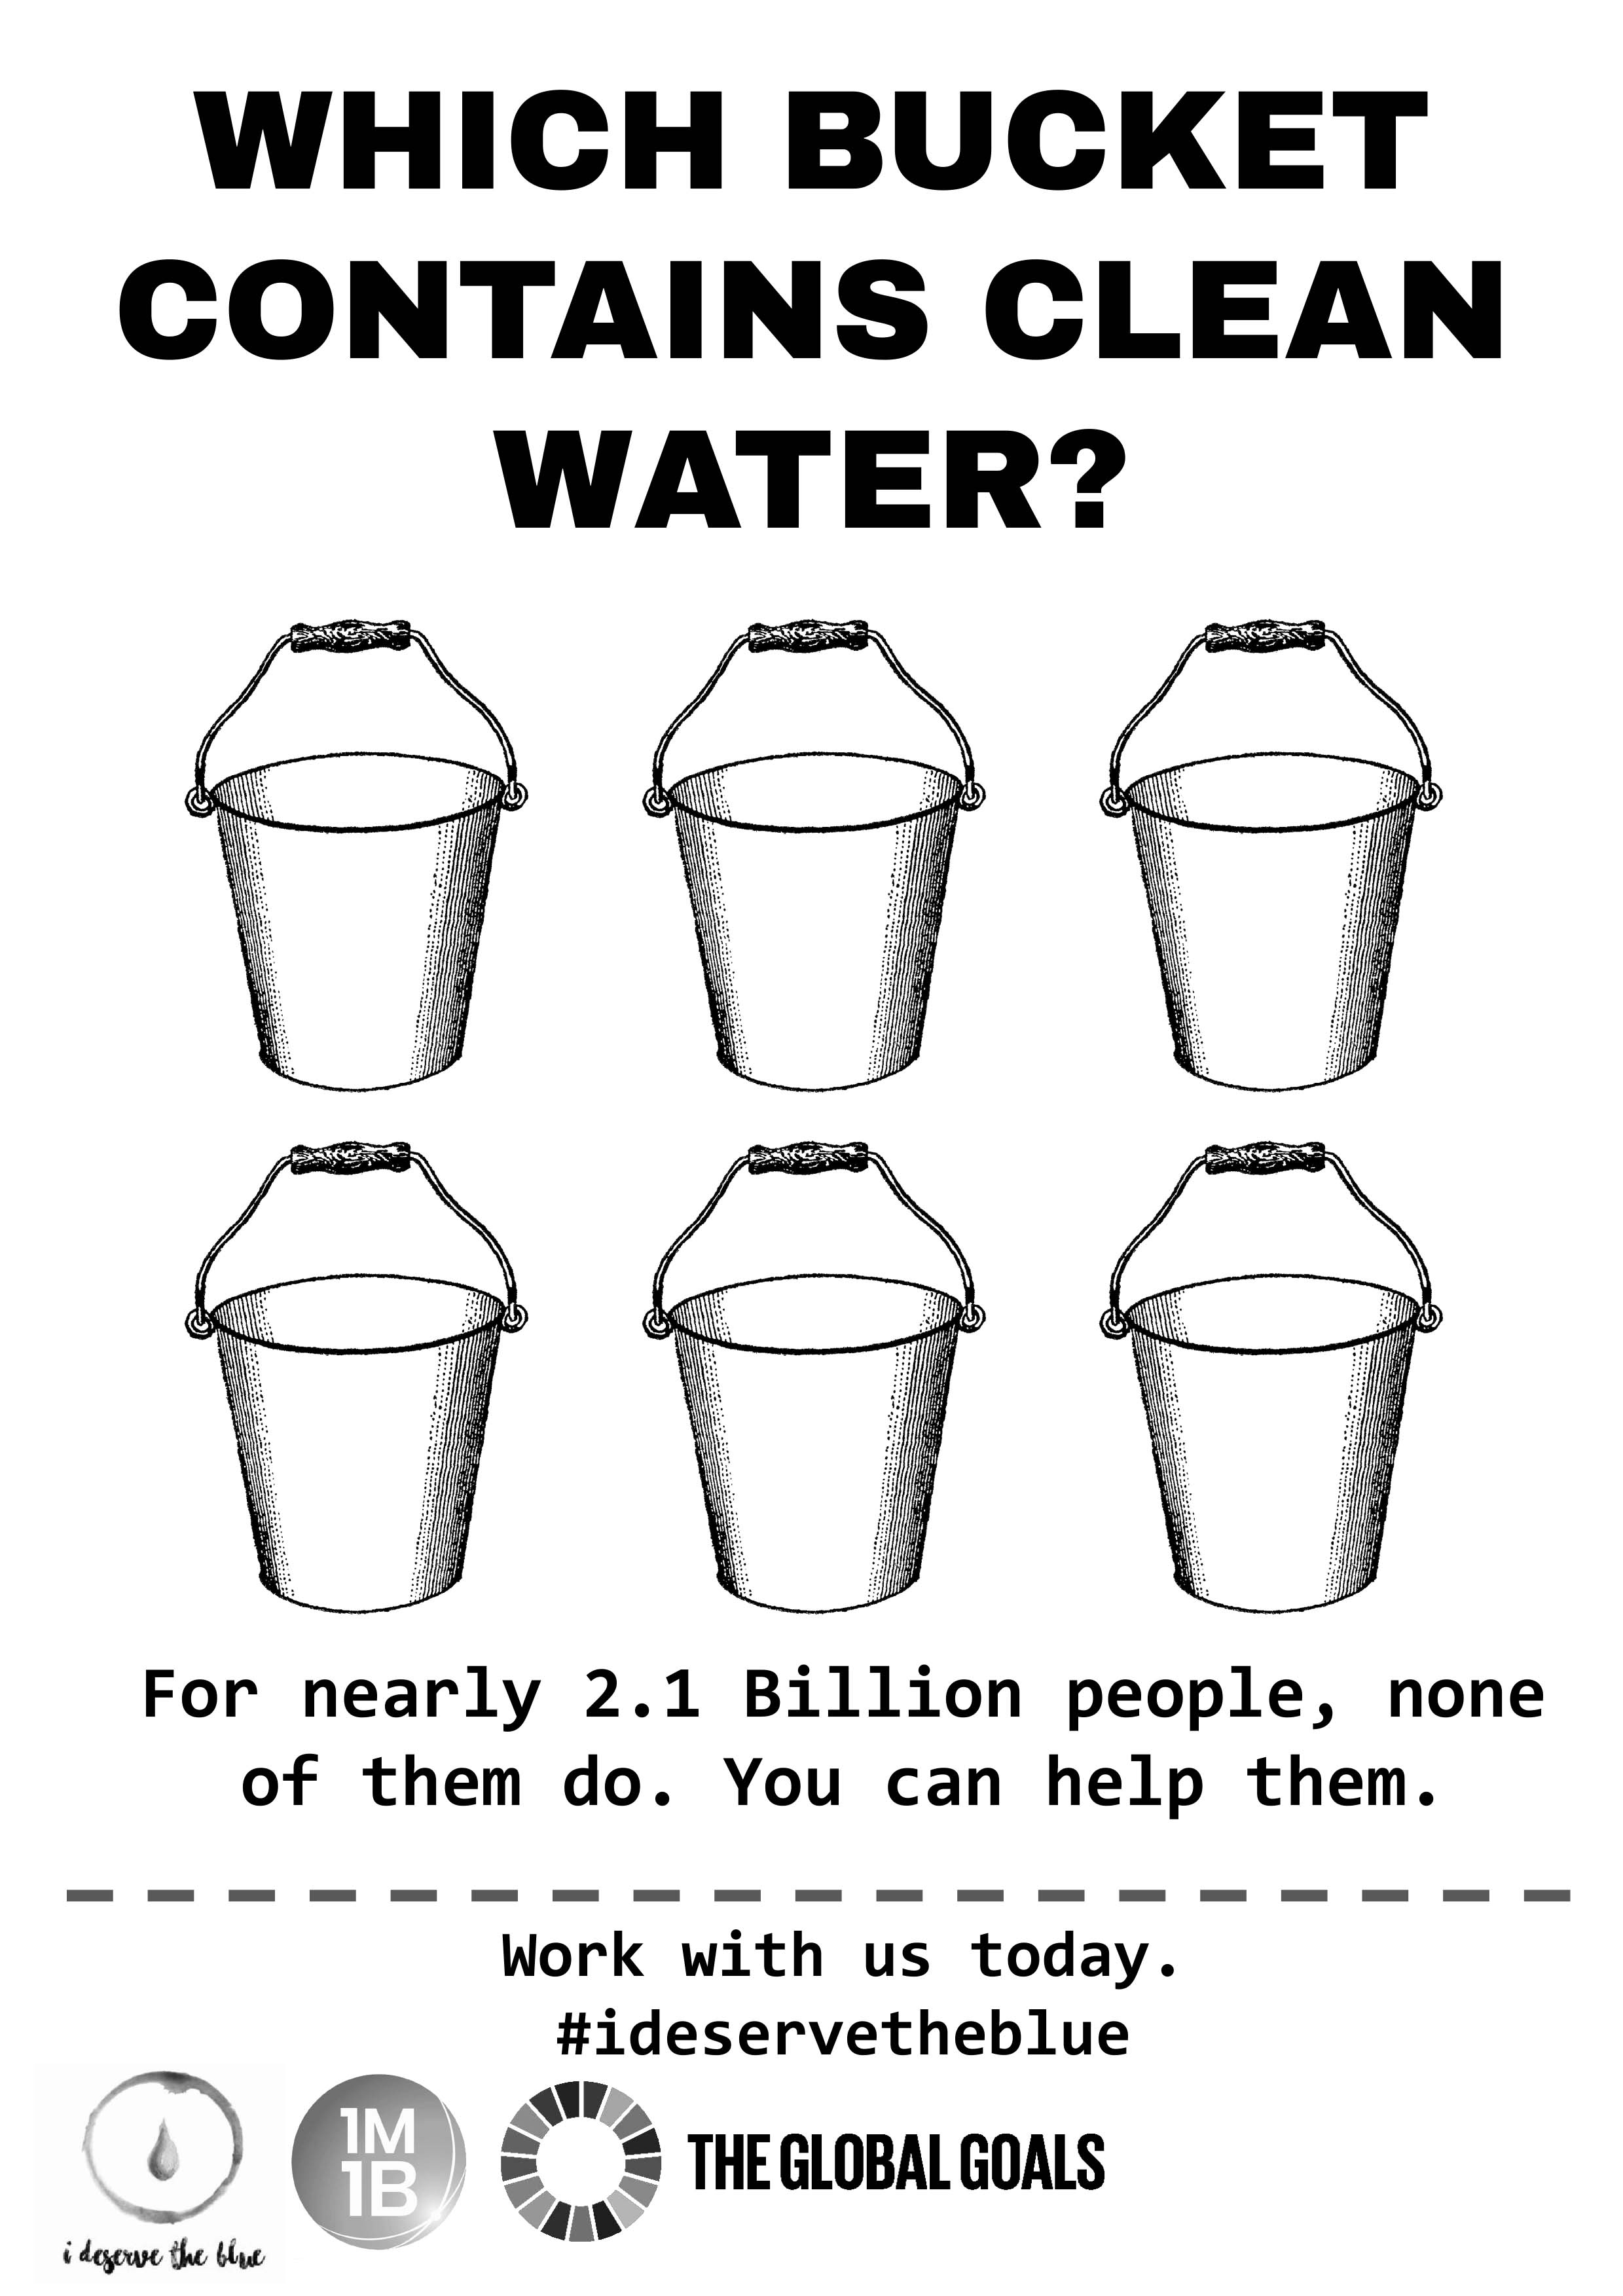 WHICH BUCKET
CONTAINS CLEAN
WATER?
For nearly 2.1 Billion people, none
of them do. You can help them.
Work with us today.
#ideservetheblue
i deserve the blue
1M
1B
THE GLOBAL GOALS